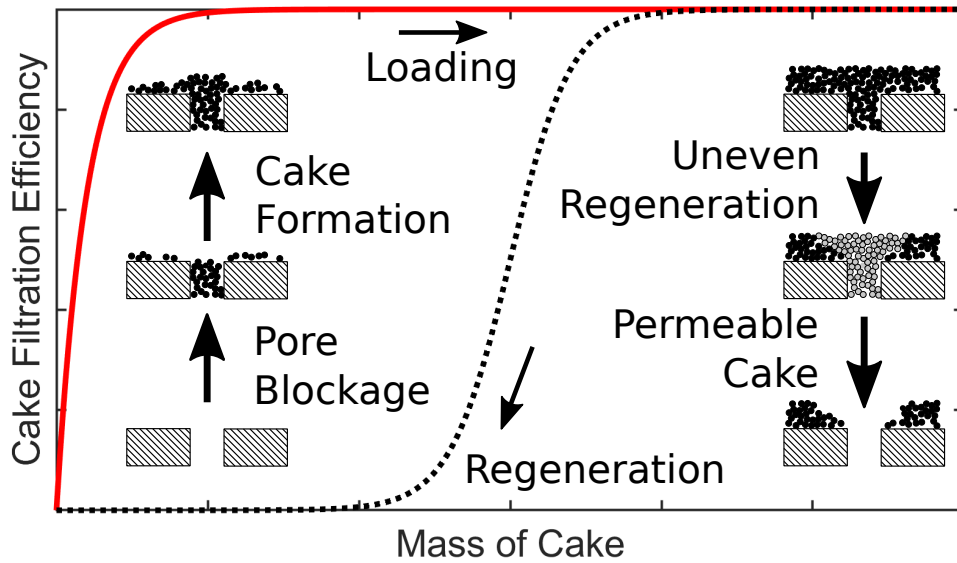 Cake Filtration Efficiency
Loading
Cake
Formation
Pore
Blockage
Uneven
Regeneration
Permeable
Cake
Regeneration
Mass of Cake